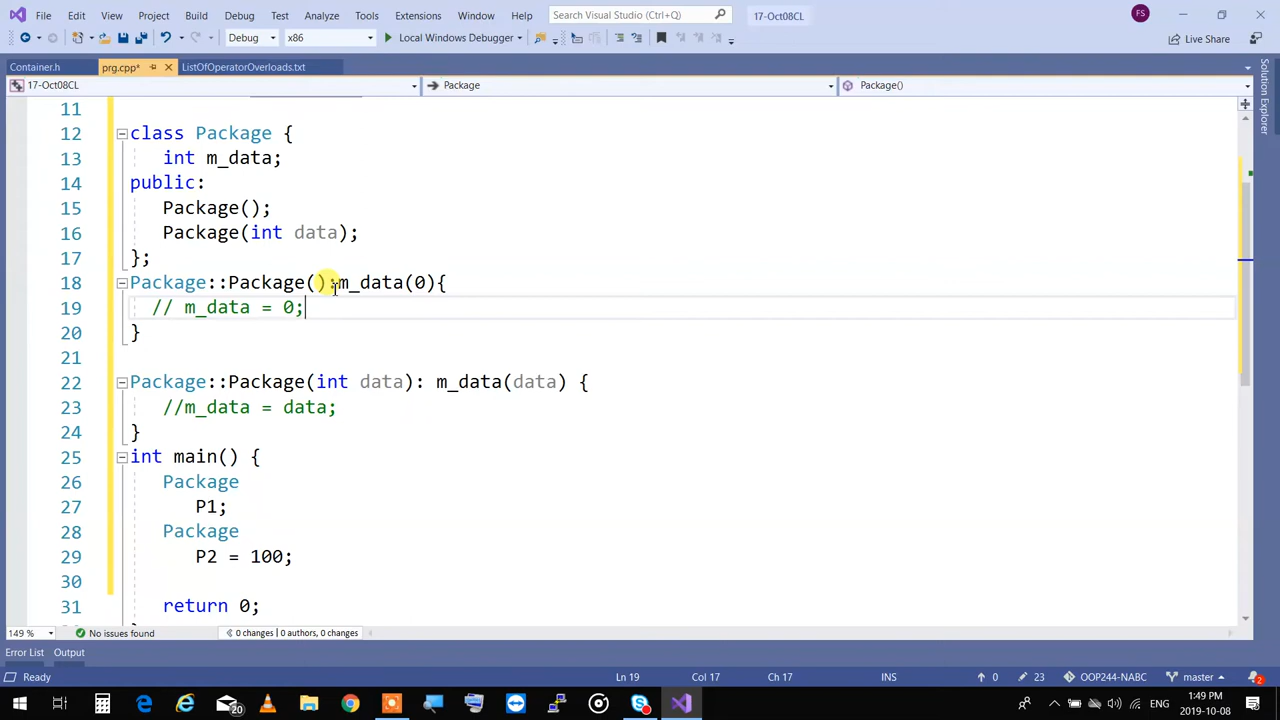 File Edit View Project Build Debug Test Analyze Tools Extensions Window Help Search Visual Studio 17-Oct08CL FS
Debug x86 Local Windows Debugger Live Share
Container.h prg.cpp* ListOfOperatorOverloads.txt
17-Oct08CL Package Package()
Solution Explorer
11
12 class Package {
13 int m_data;
14 public:
15 Package();
16 Package(int data);
17 };
18 Package::Package():m_data(0){
19 // m_data = 0;
20 }
21
22 Package::Package(int data): m_data(data) {
23 //m_data = data;
24 }
25 int main() {
26 Package
27 P1;
28 Package
29 P2 = 100;
30
31 return 0;
149 % No issues found 0 changes | 0 authors, 0 changes
Error List Output
Ready Ln 19 Col 17 Ch 17 INS 0 23 OOP244-NABC master 2
20 1:49 PM
2019-10-08